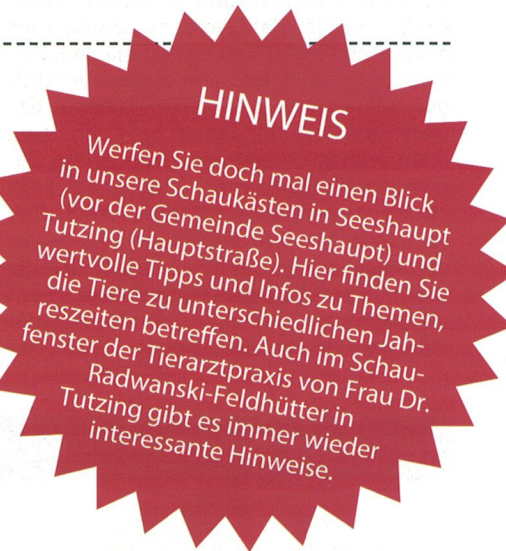 HINWEIS
Werfen Sie doch mal einen Blick
in unsere Schaukästen in Seeshaupt
(vor der Gemeinde Seeshaupt) und
Tutzing (Hauptstraße). Hier finden Sie
wertvolle Tipps und Infos zu Themen,
die Tiere zu unterschiedlichen Jah-
reszeiten betreffen. Auch im Schau-
fenster der Tierarztpraxis von Frau Dr.
Radwanski-Feldhütter in
Tutzing gibt es immer wieder
interessante Hinweise.